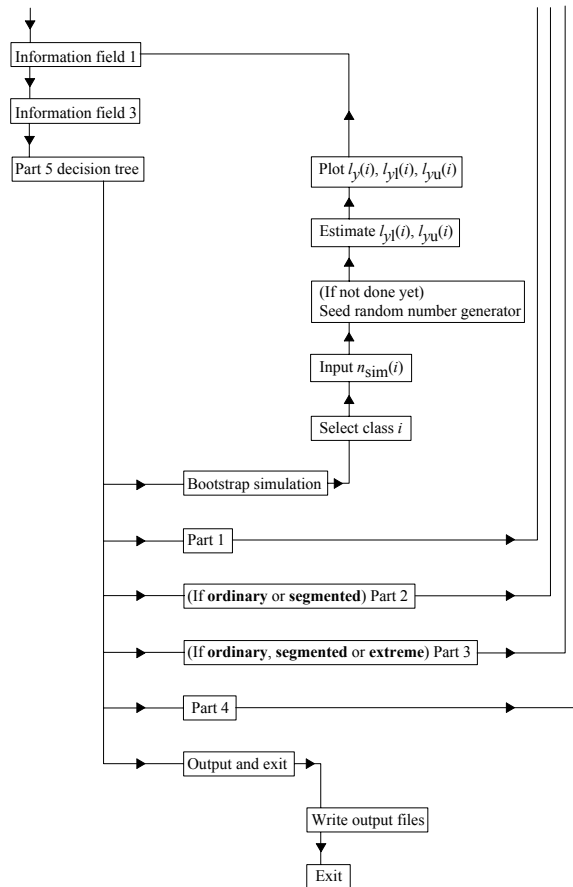 Information field 1
Information field 3
Part 5 decision tree
Plot l_y(i), l_yl(i), l_yu(i)
Estimate l_yl(i), l_yu(i)
(If not done yet)
Seed random number generator
Input n_sim(i)
Select class i
Bootstrap simulation
Part 1
(If ordinary or segmented) Part 2
(If ordinary, segmented or extreme) Part 3
Part 4
Output and exit
Write output files
Exit